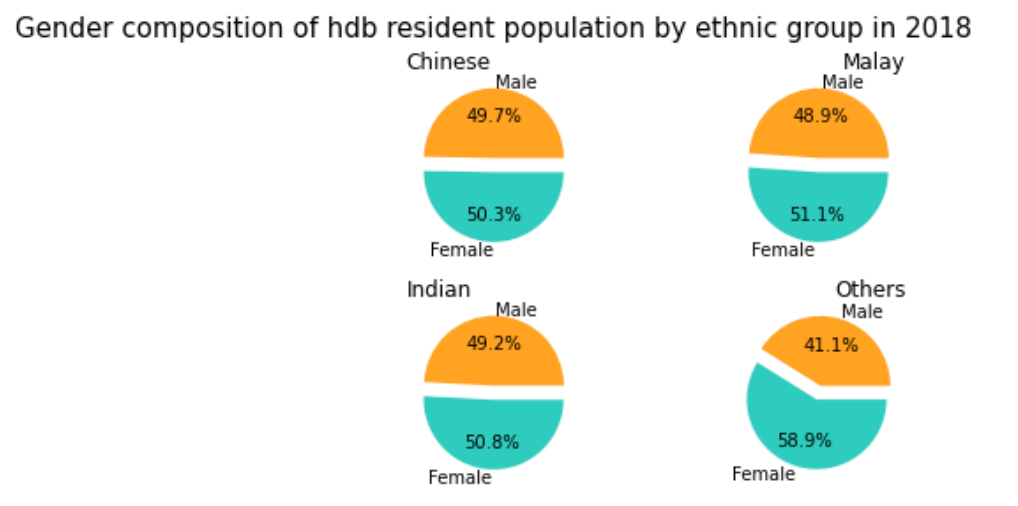 Gender composition of hdb resident population by ethnic group in 2018
Chinese
Male
49.7%
50.3%
Female
Malay
Male
48.9%
51.1%
Female
Indian
Male
49.2%
50.8%
Female
Others
Male
41.1%
58.9%
Female